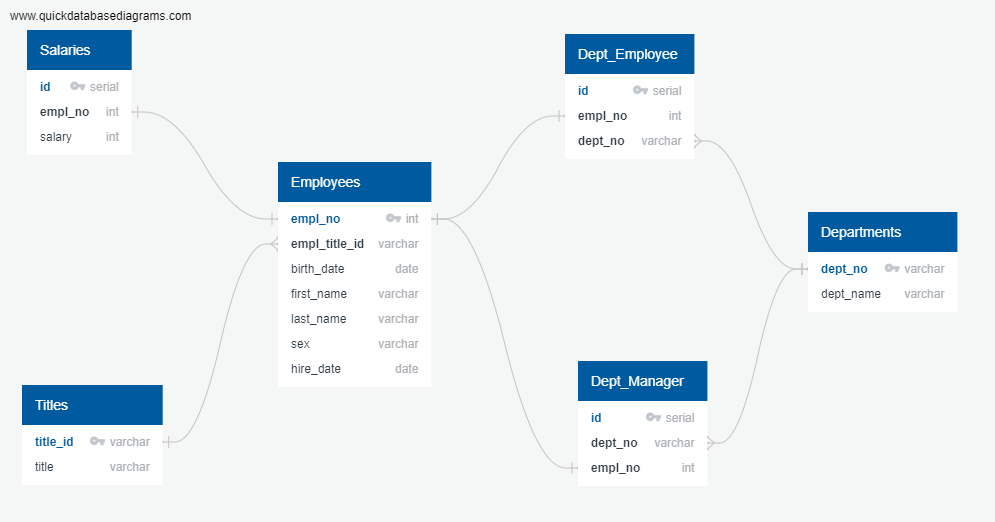 www.quickdatabasediagrams.com
Salaries
id serial
empl_no int
salary int
Employees
empl_no int
empl_title_id varchar
birth_date date
first_name varchar
last_name varchar
sex varchar
hire_date date
Titles
title_id varchar
title varchar
Dept_Employee
id serial
empl_no int
dept_no varchar
Departments
dept_no varchar
dept_name varchar
Dept_Manager
id serial
dept_no varchar
empl_no int